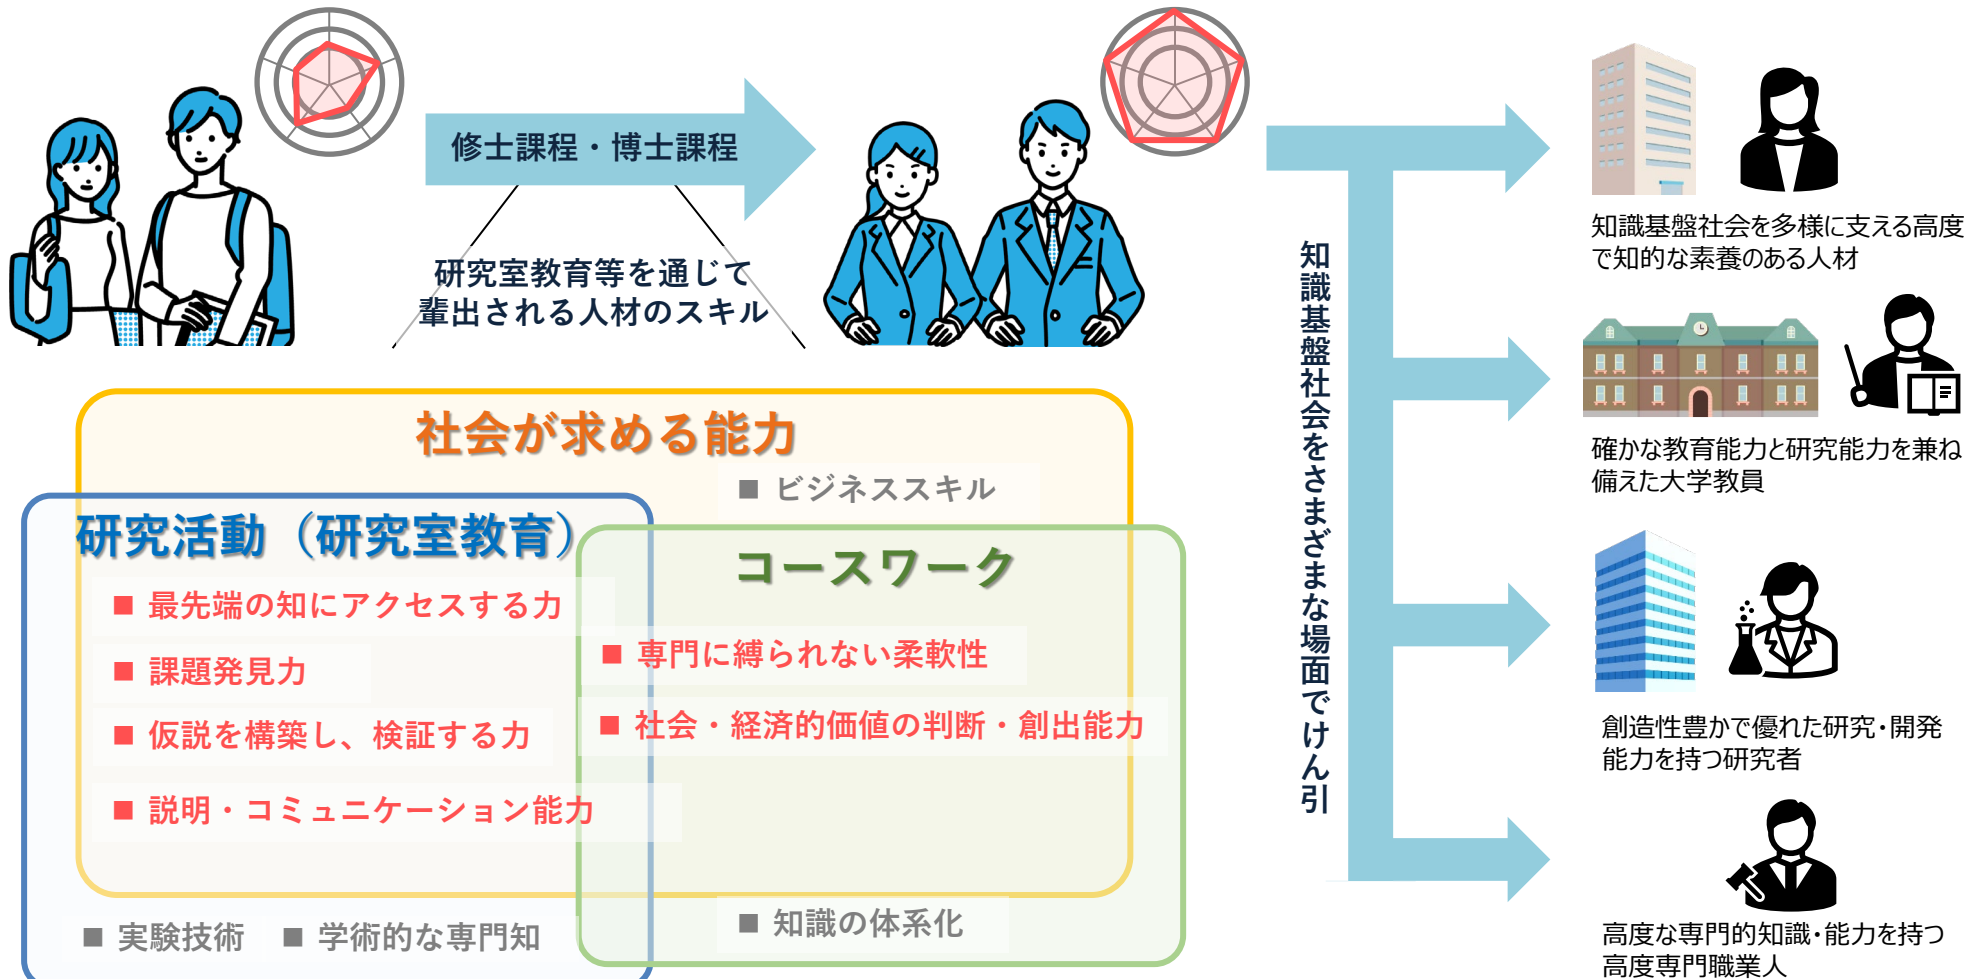 修士課程・博士課程
研究室教育等を通じて
輩出される人材のスキル
社会が求める能力
■ ビジネススキル
研究活動（研究室教育）
コースワーク
■ 最先端の知にアクセスする力
■ 課題発見力
■ 仮説を構築し、検証する力
■ 説明・コミュニケーション能力
■ 専門に縛られない柔軟性
■ 社会・経済的価値の判断・創出能力
■ 実験技術
■ 学術的な専門知
■ 知識の体系化
知識基盤社会をさまざまな場面でけん引
知識基盤社会を多様に支える高度
で知的な素養のある人材
確かな教育能力と研究能力を兼ね
備えた大学教員
創造性豊かで優れた研究・開発
能力を持つ研究者
高度な専門的知識・能力を持つ
高度専門職業人